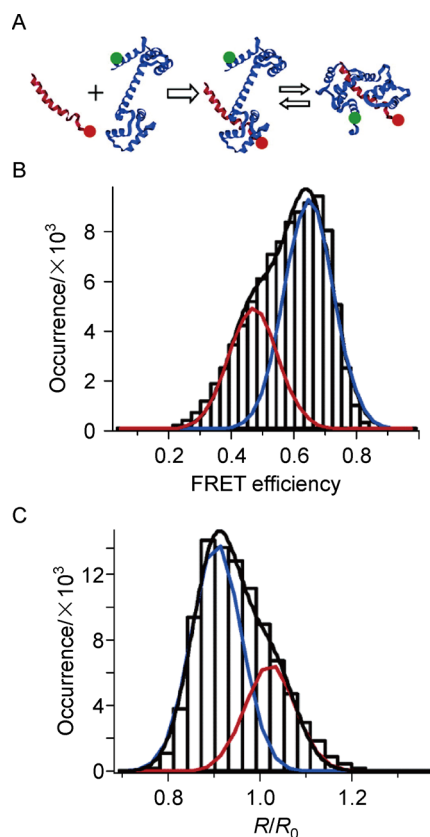 A
+
B
Occurrence/×10³
8
6
4
2
0
0.2 0.4 0.6 0.8
FRET efficiency
C
Occurrence/×10³
12
8
4
0
0.8 1.0 1.2
R/R₀